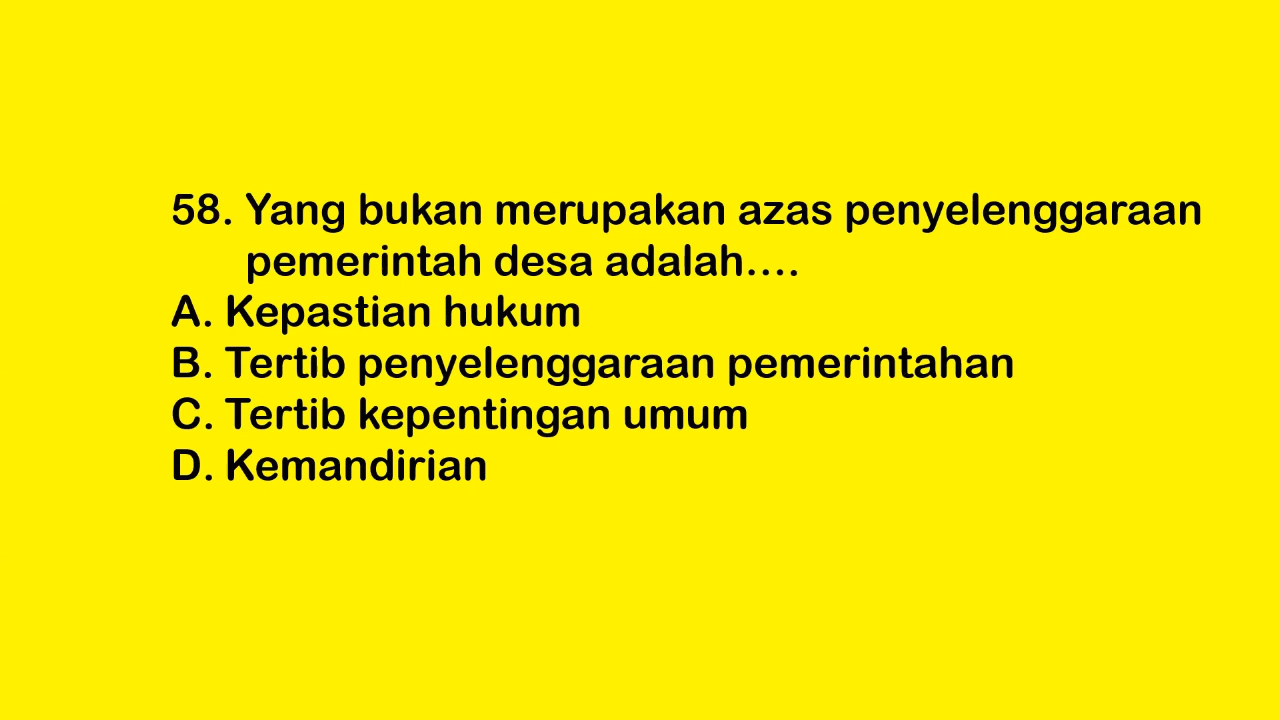 58. Yang bukan merupakan azas penyelenggaraan
pemerintah desa adalah....
A. Kepastian hukum
B. Tertib penyelenggaraan pemerintahan
C. Tertib kepentingan umum
D. Kemandirian